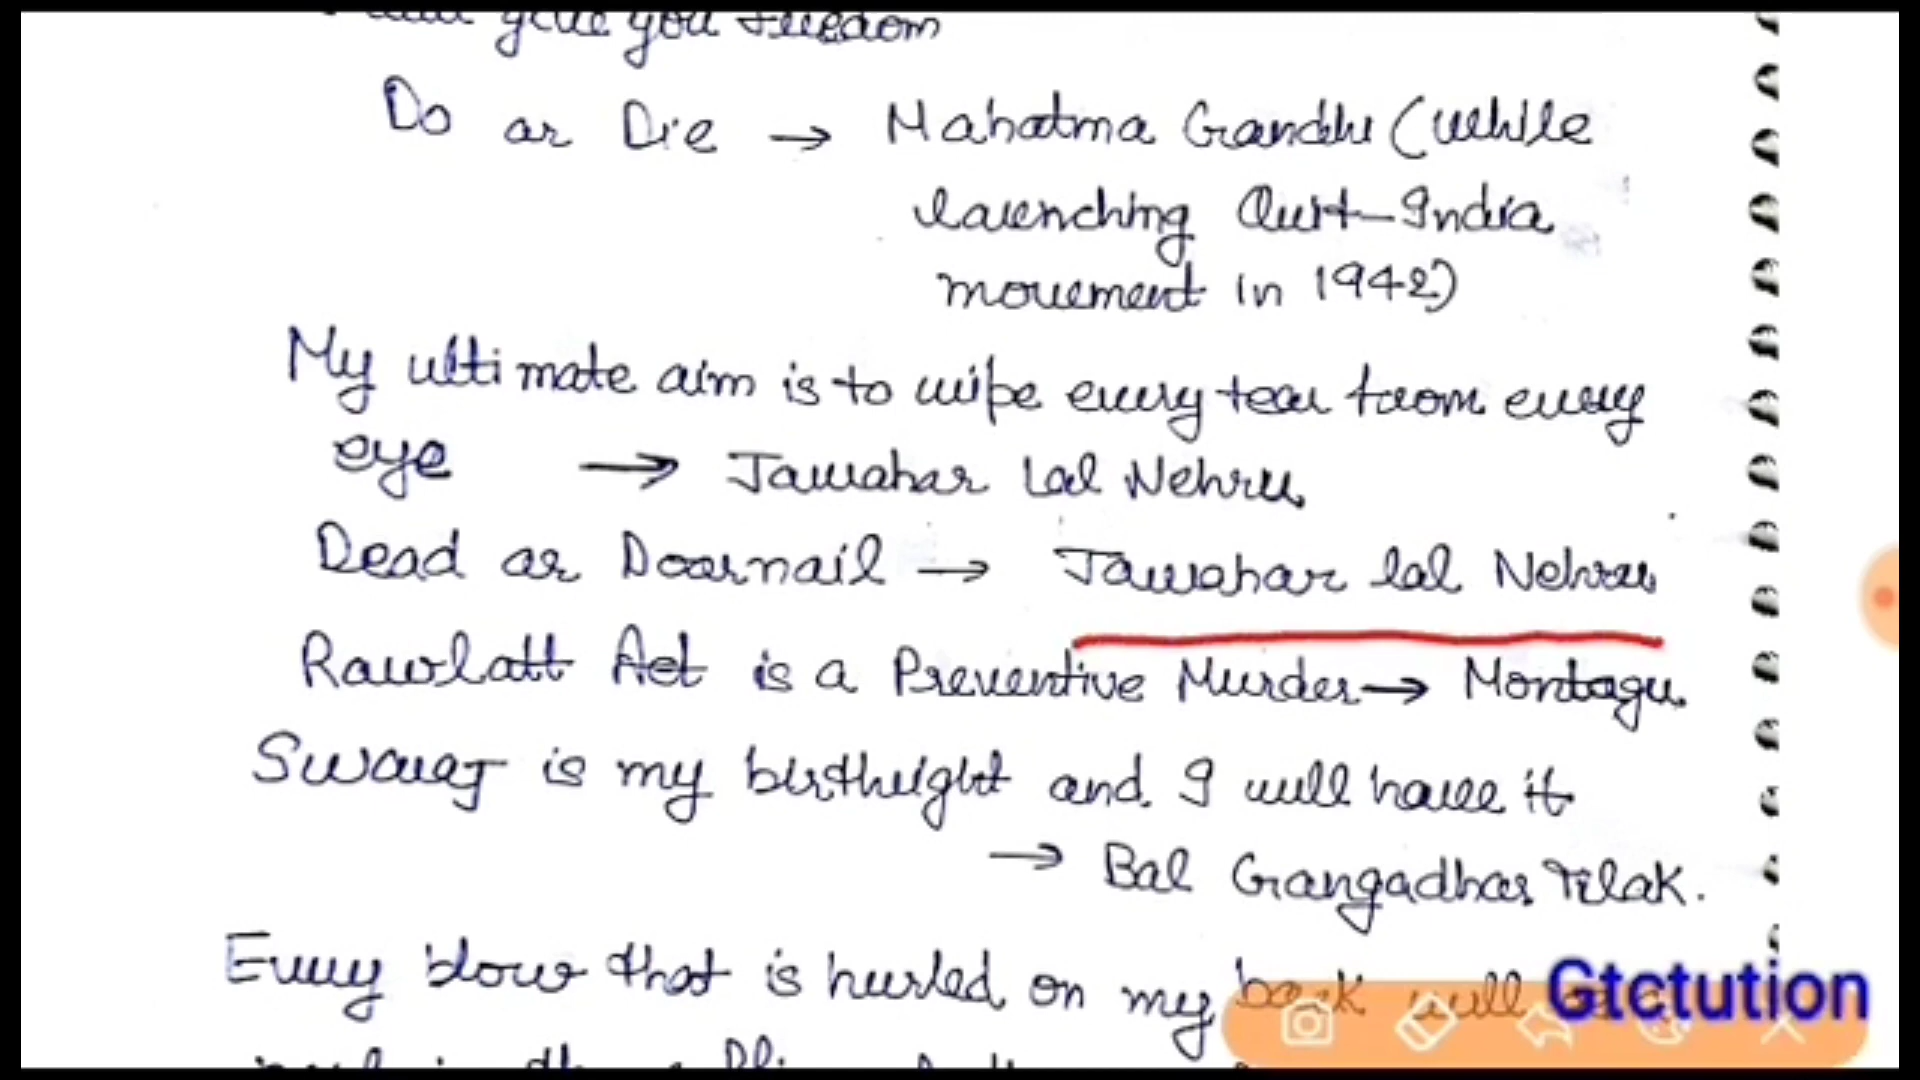 give you freedom
Do or Die → Mahatma Gandhi (While
launching Quit-India
movement in 1942)
My ultimate aim is to wipe every tear from every
eye → Jawahar Lal Nehru
Dead or Doornail → Jawahar lal Nehru
Rawlatt Act is a Preventive Murder → Montagu
Swaraj is my birthright and I will have it
→ Bal Gangadhar Tilak.
Every blow that is hurled on my back will
Gtctution